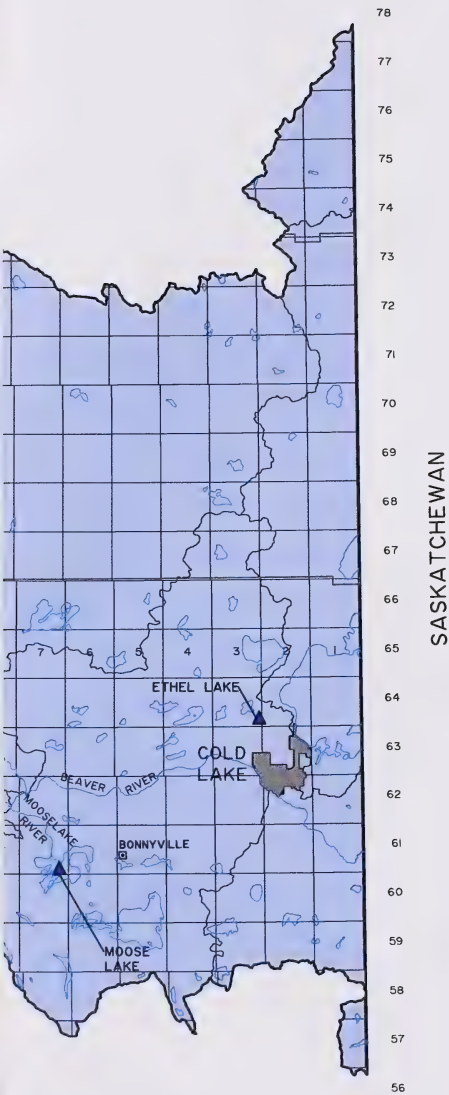 78
77
76
75
74
73
72
71
70
69
68
67
66
65
7 6 5 4 3 2 1
64
ETHEL LAKE
63
COLD
LAKE
BEAVER RIVER
62
MOOSELAKE
RIVER
61
BONNYVILLE
60
59
MOOSE
LAKE
58
57
56
SASKATCHEWAN